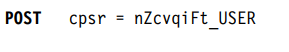 POST cpsr = nZcvqiFt_USER